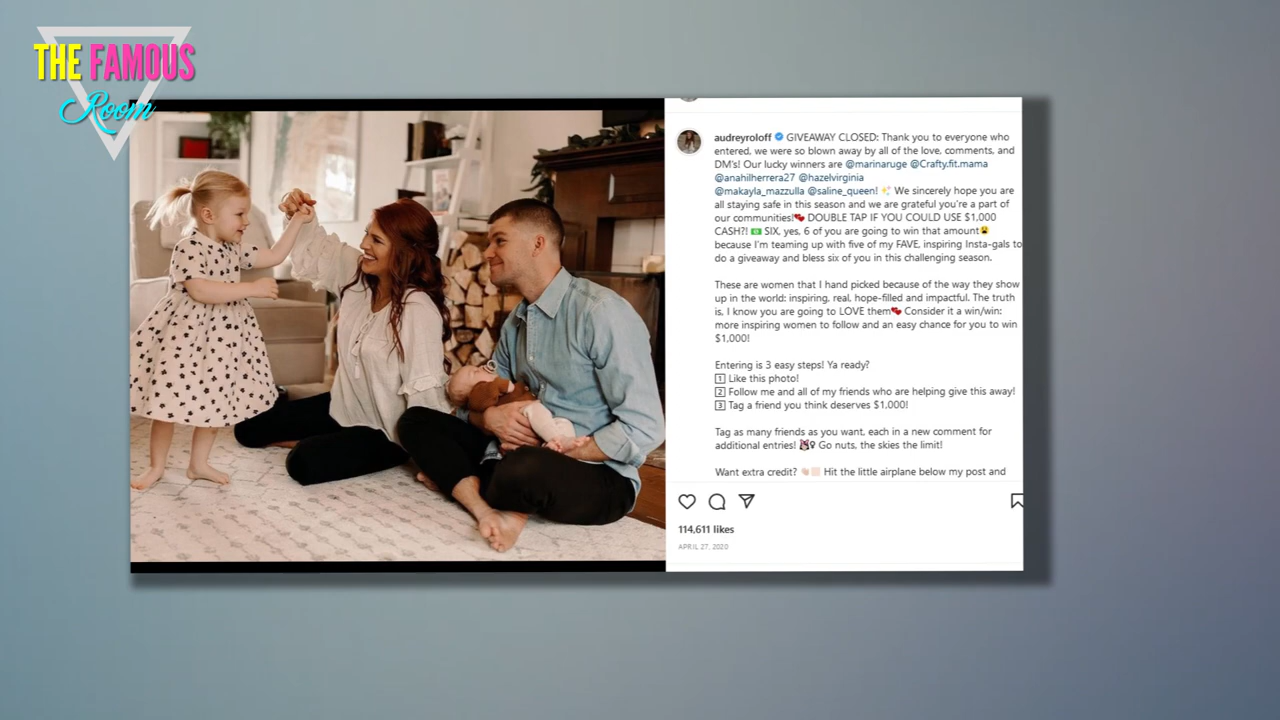 THE FAMOUS
Room
audreyroloff GIVEAWAY CLOSED: Thank you to everyone who
entered, we were so blown away by all of the love, comments, and
DM's! Our lucky winners are @marinaruge @Crafty.fit.mama
@anahilherrera27 @hazelvirginia
@makayla_mazzulla @saline_queen! ✨ We sincerely hope you are
all staying safe in this season and we are grateful you're a part of
our communities!💕 DOUBLE TAP IF YOU COULD USE $1,000
CASH?! 💵 SIX, yes, 6 of you are going to win that amount😫
because I'm teaming up with five of my FAVE, inspiring Insta-gals to
do a giveaway and bless six of you in this challenging season.
These are women that I hand picked because of the way they show
up in the world: inspiring, real, hope-filled and impactful. The truth
is, I know you are going to LOVE them💕 Consider it a win/win:
more inspiring women to follow and an easy chance for you to win
$1,000!
Entering is 3 easy steps! Ya ready?
1 Like this photo!
2 Follow me and all of my friends who are helping give this away!
3 Tag a friend you think deserves $1,000!
Tag as many friends as you want, each in a new comment for
additional entries! Go nuts, the skies the limit!
Want extra credit? Hit the little airplane below my post and
114,611 likes
APRIL 27, 2020